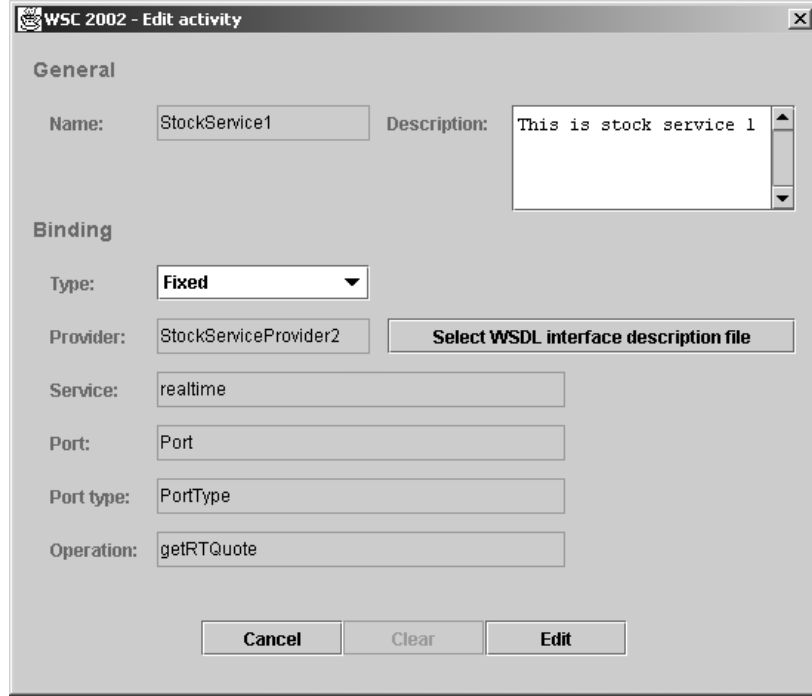 WSC 2002 - Edit activity
General
Name: StockService1 Description: This is stock service 1
Binding
Type: Fixed
Provider: StockServiceProvider2 Select WSDL interface description file
Service: realtime
Port: Port
Port type: PortType
Operation: getRTQuote
Cancel Clear Edit